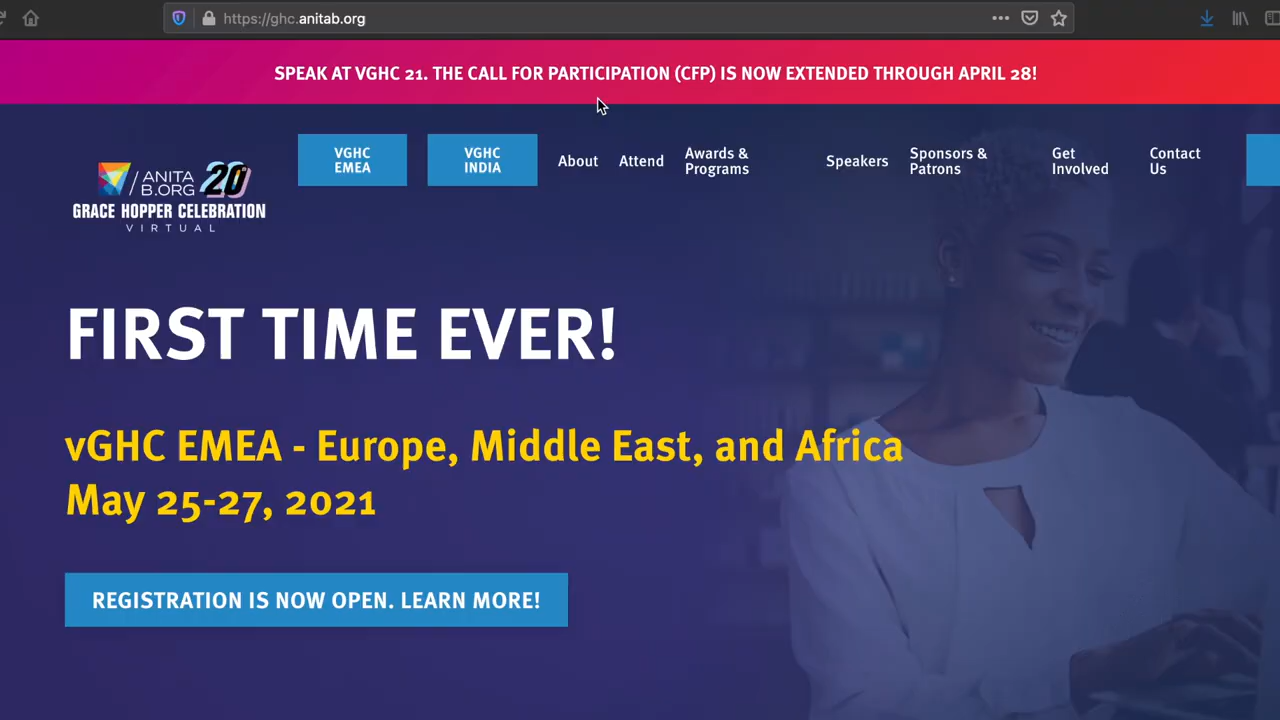 https://ghc.anitab.org
SPEAK AT VGHC 21. THE CALL FOR PARTICIPATION (CFP) IS NOW EXTENDED THROUGH APRIL 28!
/ANITA
B.ORG
20
GRACE HOPPER CELEBRATION
VIRTUAL
VGHC
EMEA
VGHC
INDIA
About
Attend
Awards &
Programs
Speakers
Sponsors &
Patrons
Get
Involved
Contact
Us
FIRST TIME EVER!
vGHC EMEA - Europe, Middle East, and Africa
May 25-27, 2021
REGISTRATION IS NOW OPEN. LEARN MORE!